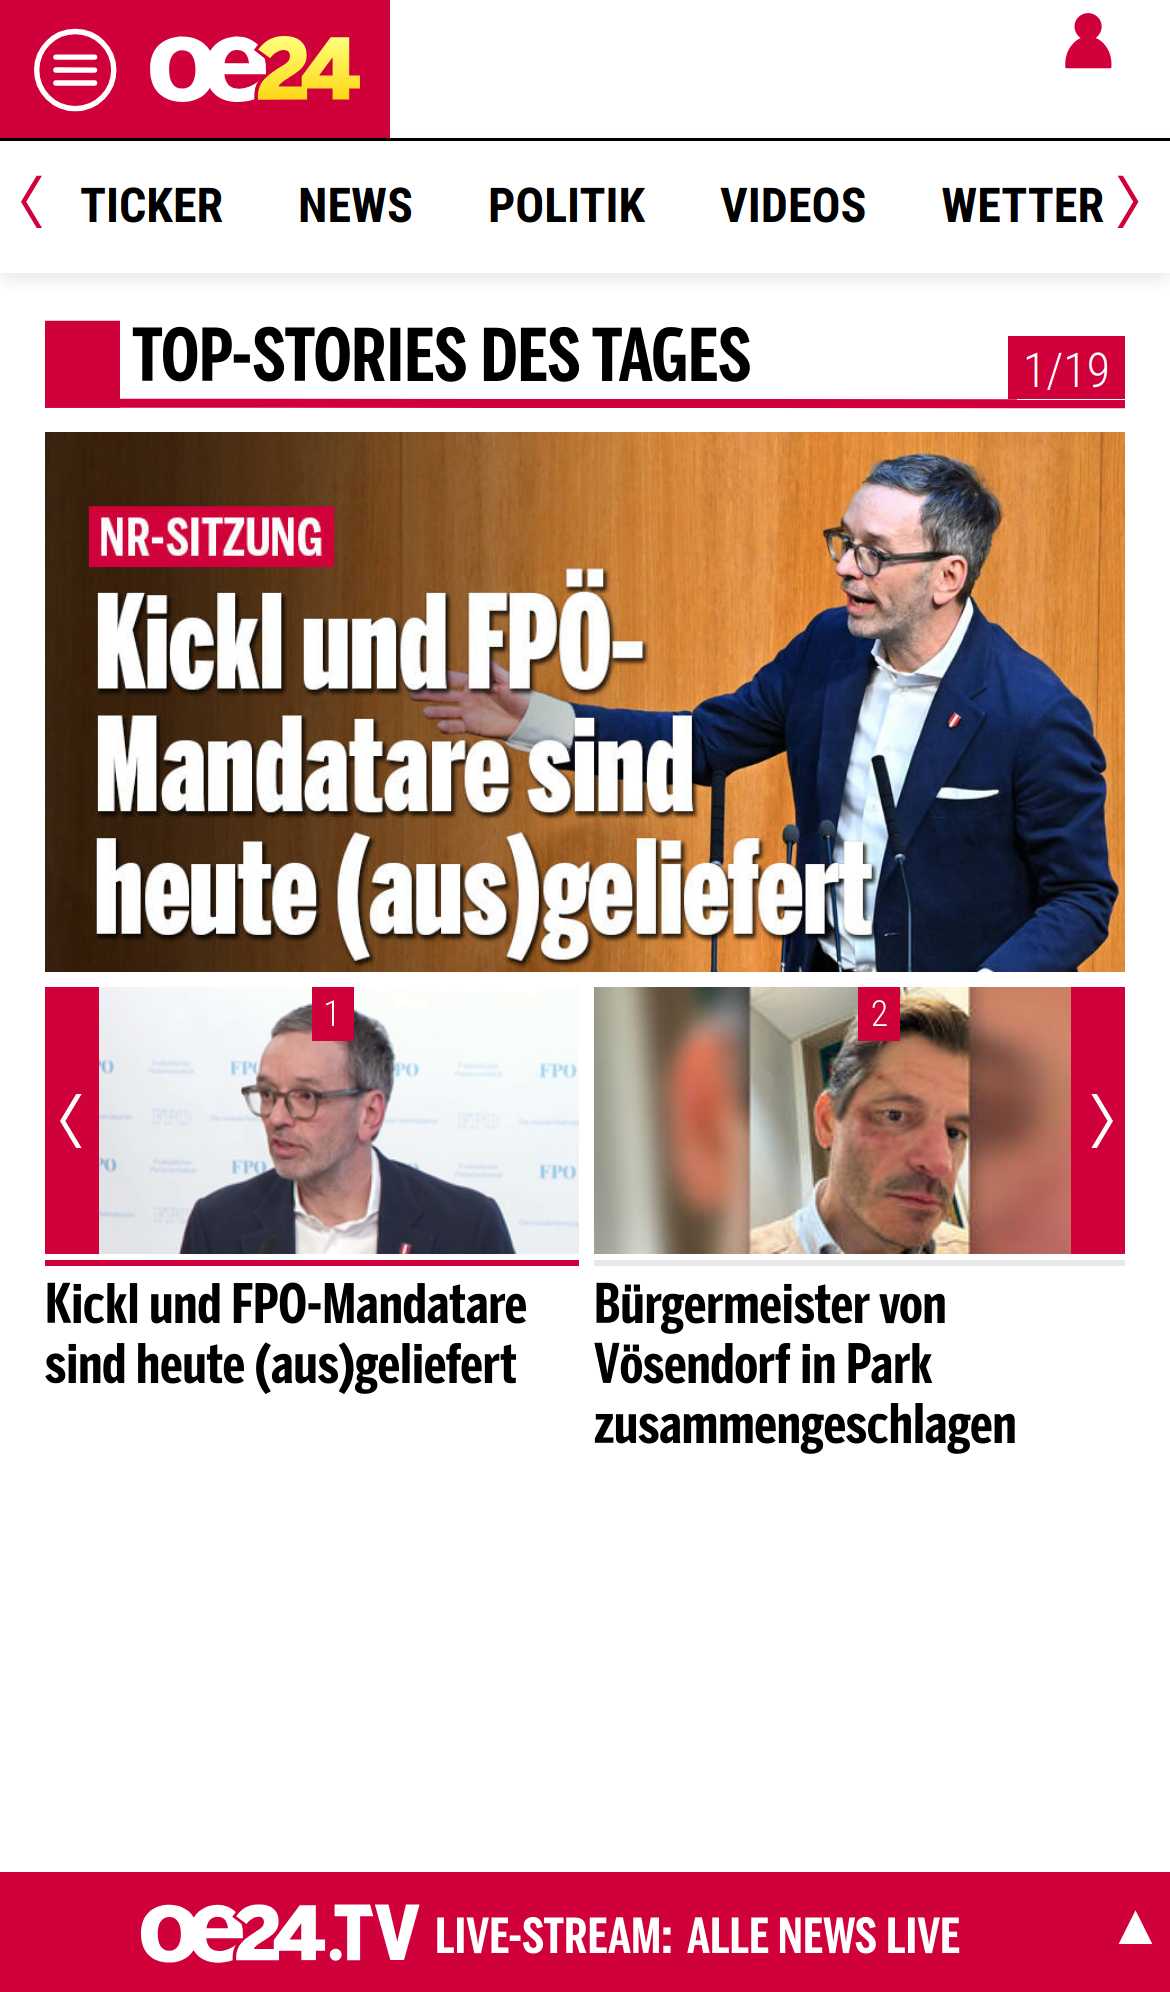 oe24
TICKER NEWS POLITIK VIDEOS WETTER
TOP-STORIES DES TAGES
1/19
NR-SITZUNG
Kickl und FPÖ-
Mandatare sind
heute (aus)geliefert
1
2
FPÖ
FPÖ
FPÖ
Kickl und FPÖ-Mandatare
sind heute (aus)geliefert
Bürgermeister von
Vösendorf in Park
zusammengeschlagen
oe24.TV LIVE-STREAM: ALLE NEWS LIVE